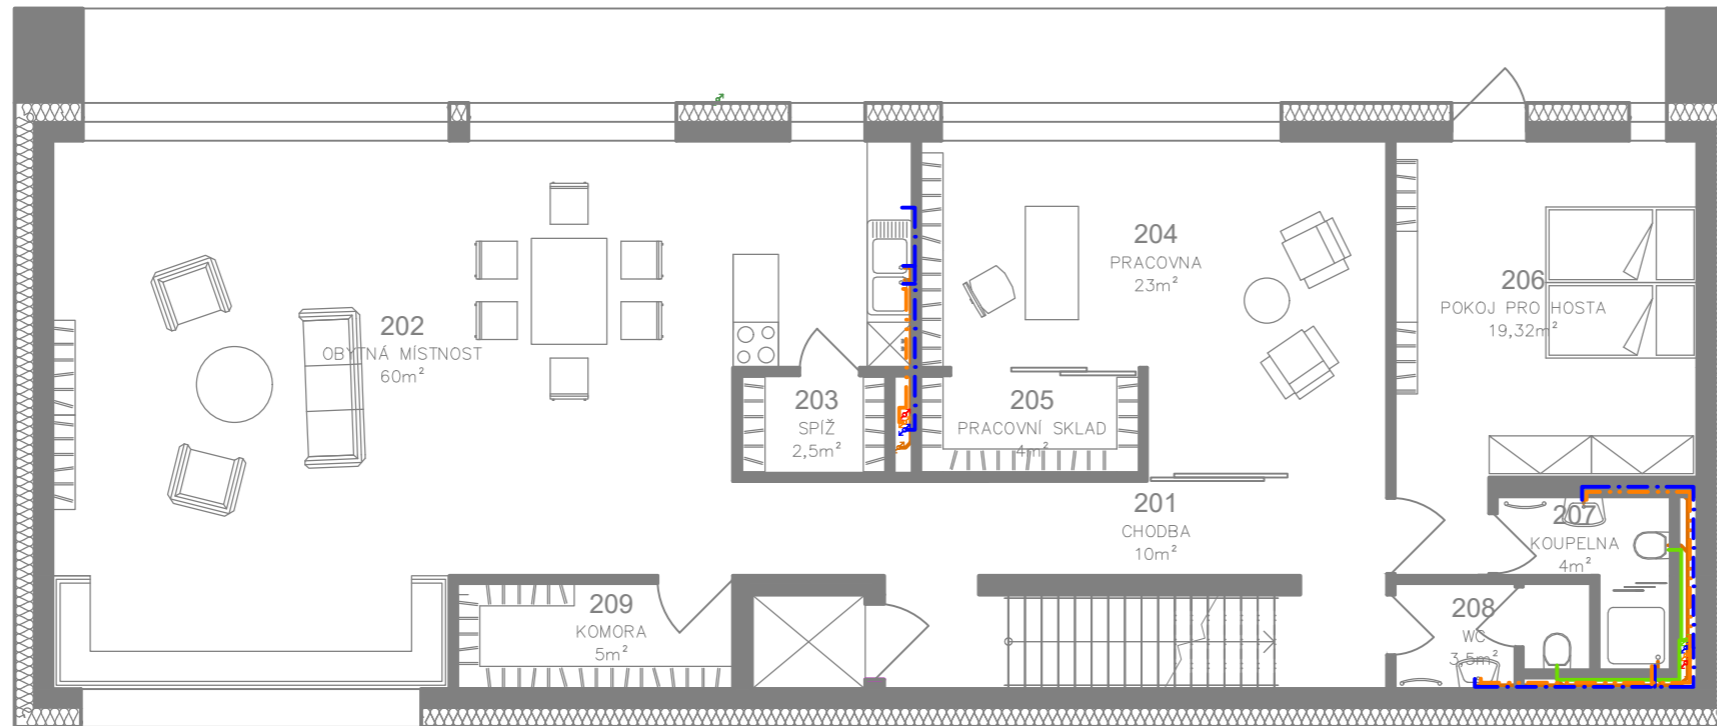 202
OBYTNÁ MÍSTNOST
60m²
203
SPÍŽ
2,5m²
204
PRACOVNA
23m²
205
PRACOVNÍ SKLAD
4m²
206
POKOJ PRO HOSTA
19,32m²
201
CHODBA
10m²
207
KOUPELNA
4m²
208
WC
3,5m²
209
KOMORA
5m²